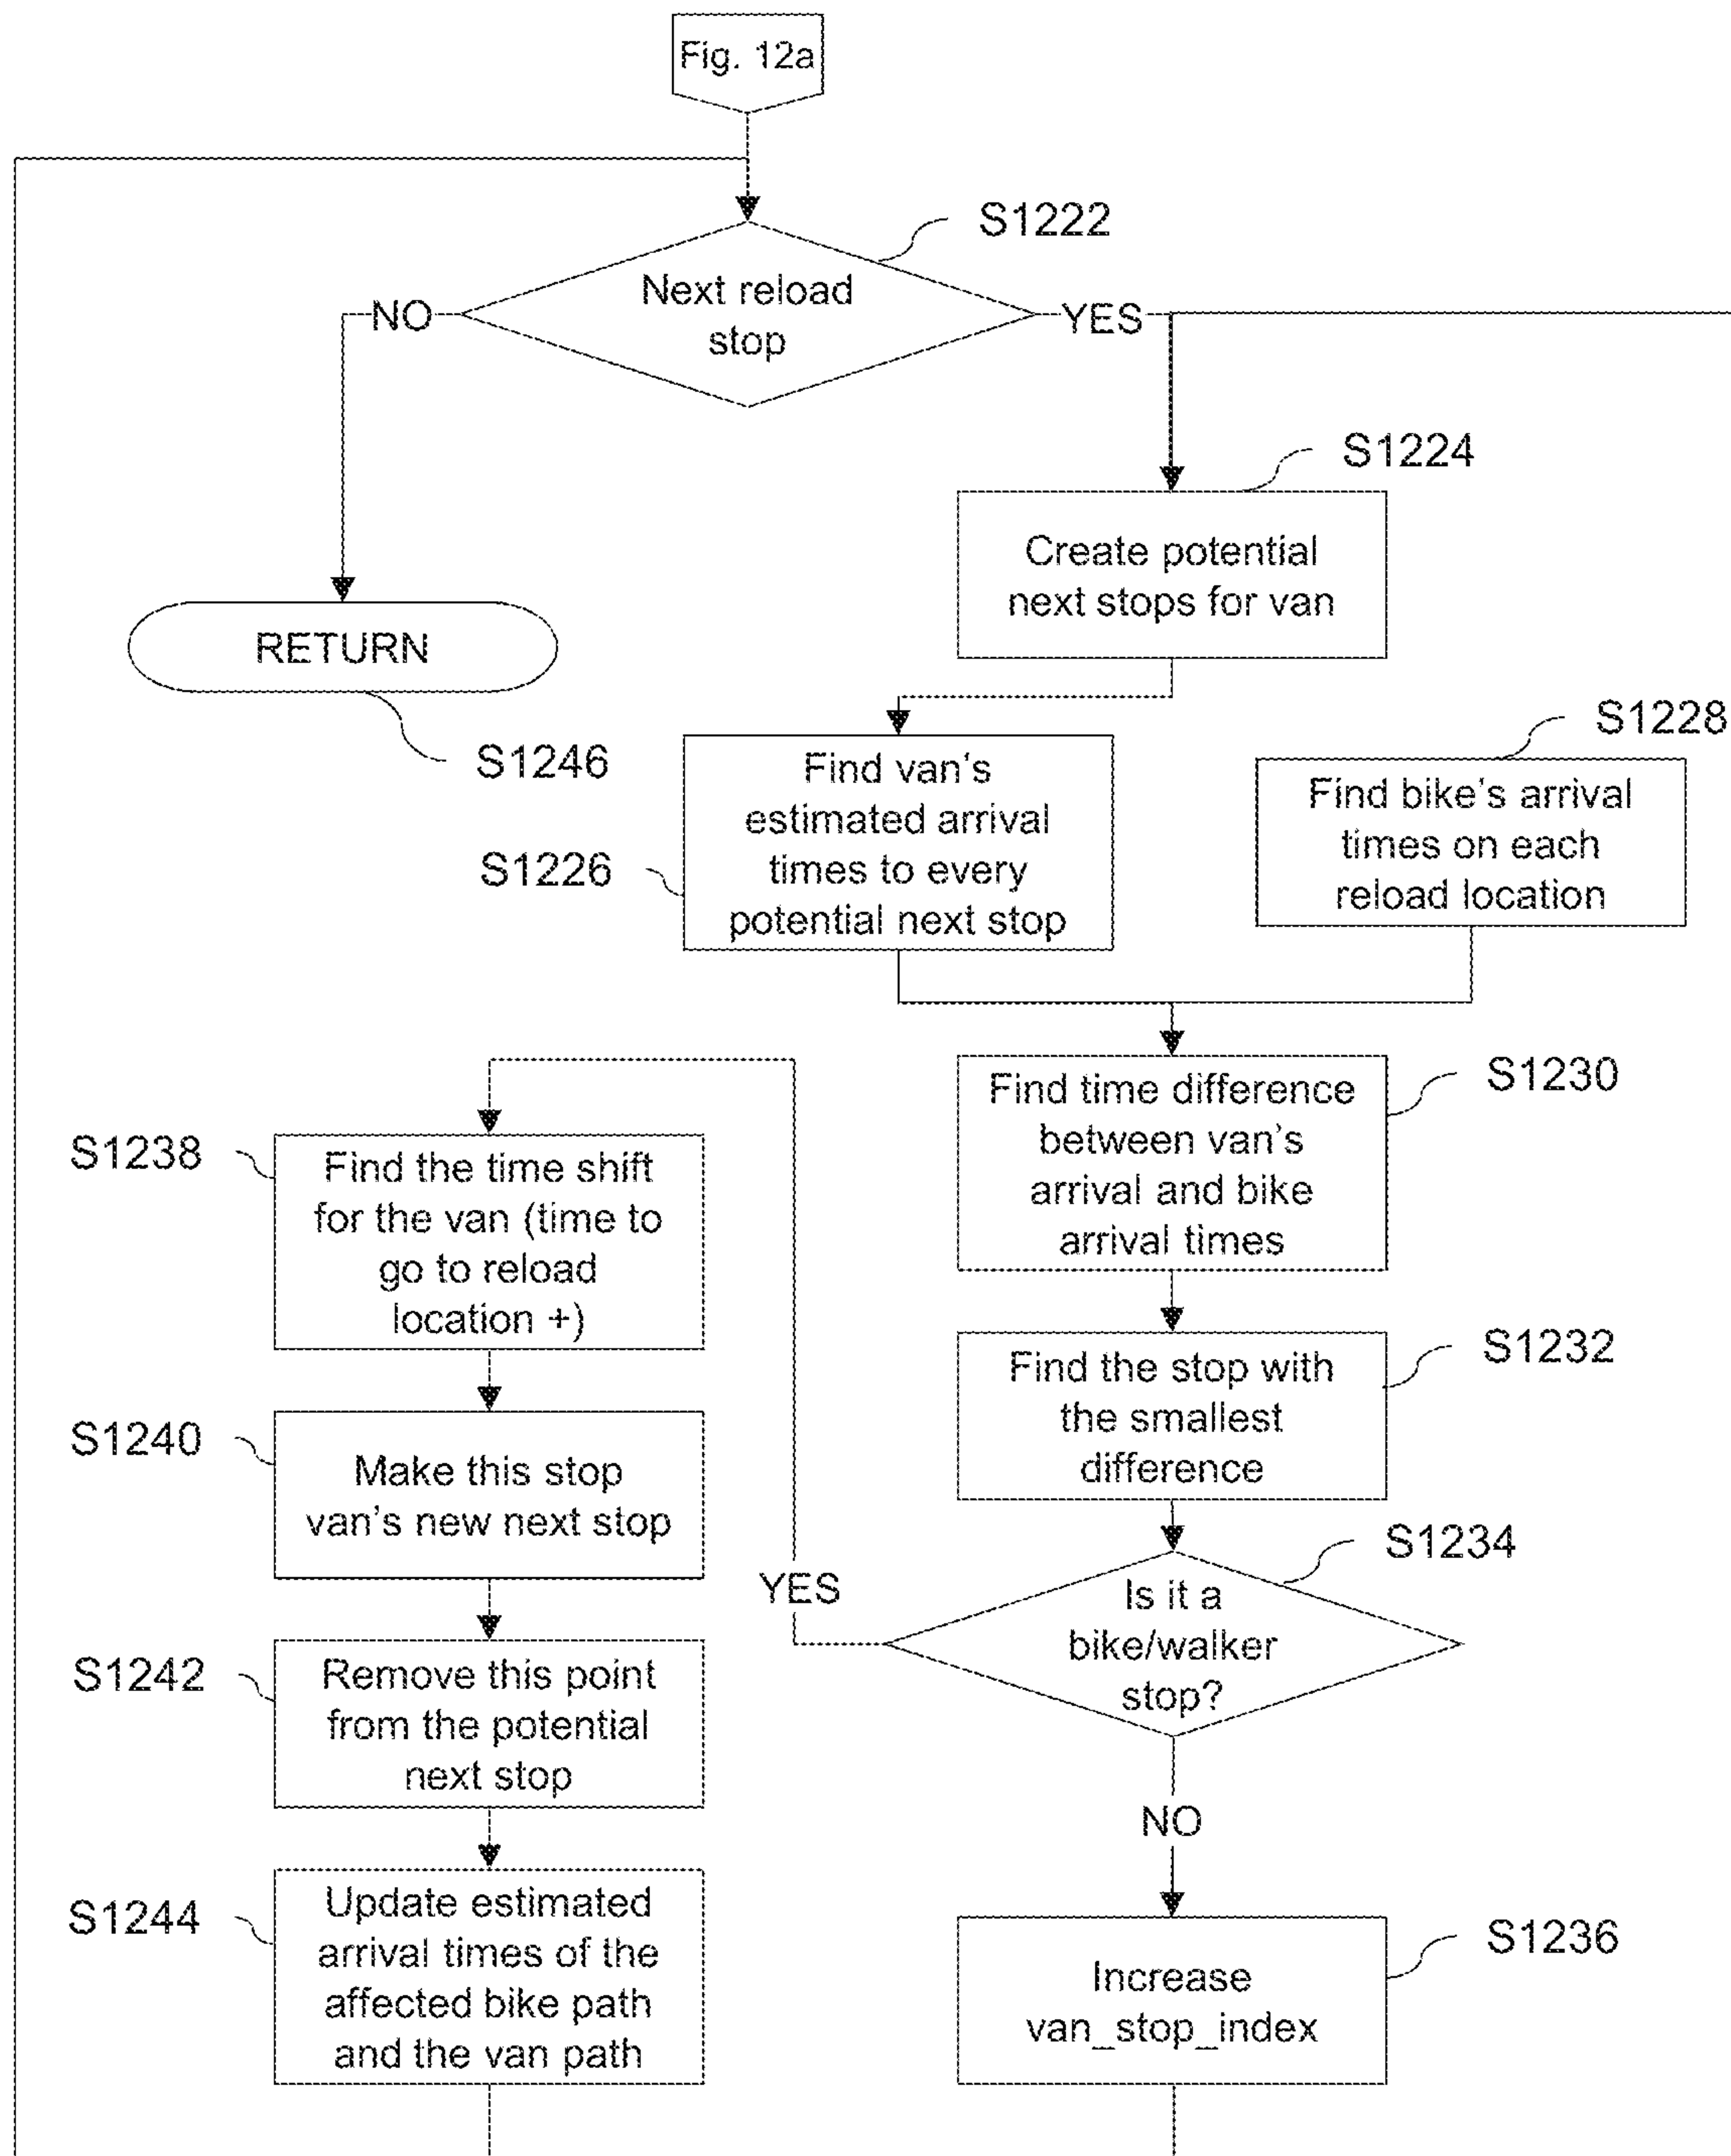 Fig. 12a
S1222
Next reload
stop
NO
YES
S1224
Create potential
next stops for van
RETURN
S1246
S1226
Find van's
estimated arrival
times to every
potential next stop
S1228
Find bike's arrival
times on each
reload location
S1230
Find time difference
between van's
arrival and bike
arrival times
S1232
Find the stop with
the smallest
difference
S1234
Is it a
bike/walker
stop?
YES
NO
S1236
Increase
van_stop_index
S1238
Find the time shift
for the van (time to
go to reload
location +)
S1240
Make this stop
van's new next stop
S1242
Remove this point
from the potential
next stop
S1244
Update estimated
arrival times of the
affected bike path
and the van path